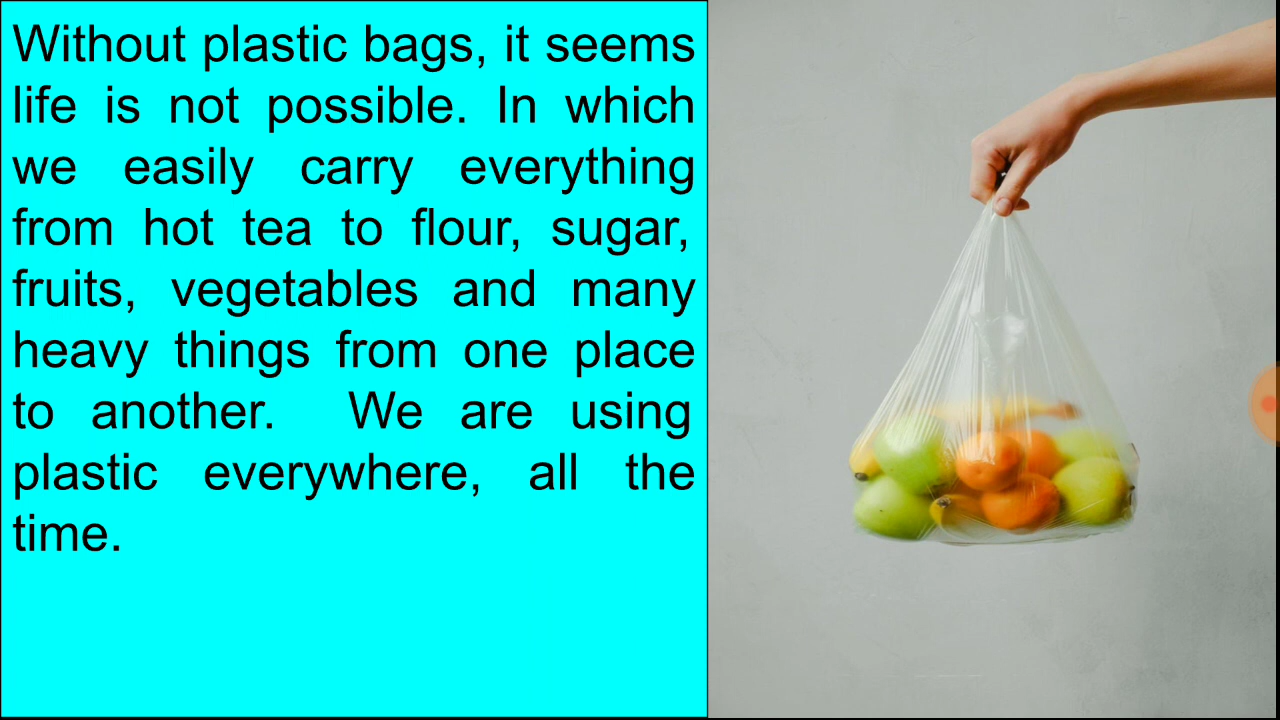 Without plastic bags, it seems
life is not possible. In which
we easily carry everything
from hot tea to flour, sugar,
fruits, vegetables and many
heavy things from one place
to another. We are using
plastic everywhere, all the
time.